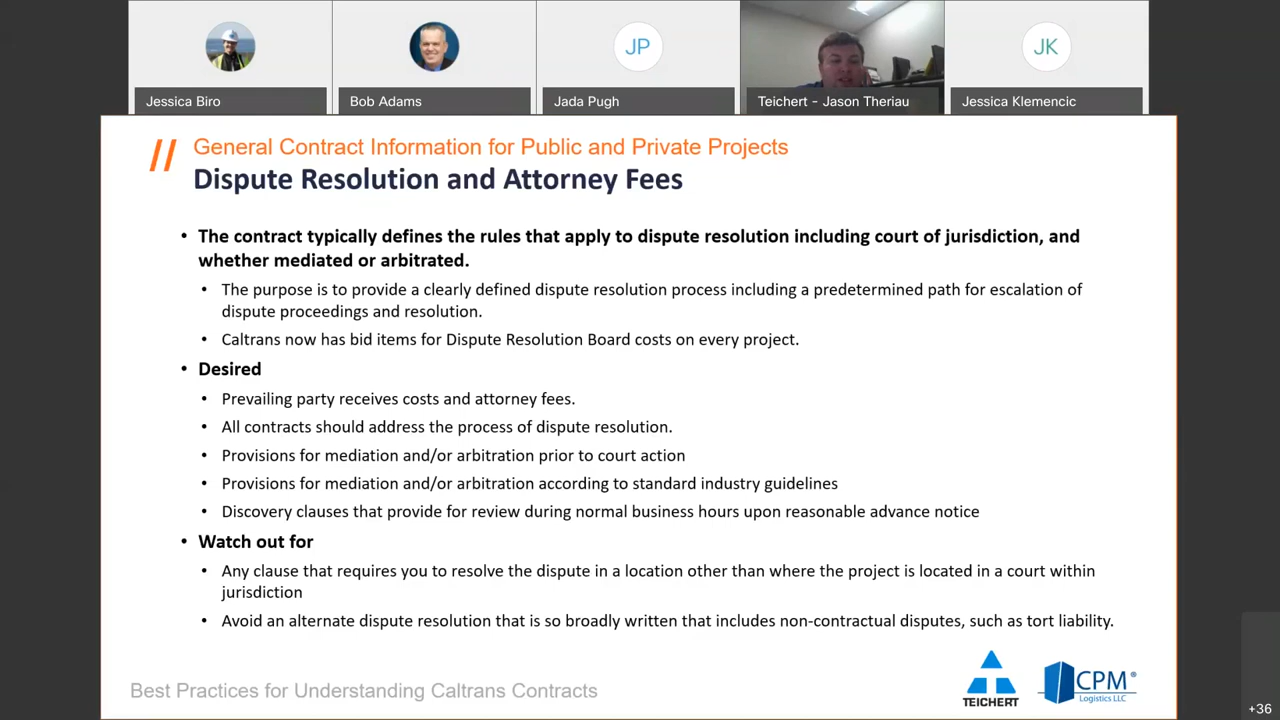 JP
JK
Jessica Biro
Bob Adams
Jada Pugh
Teichert - Jason Theriau
Jessica Klemencic
// General Contract Information for Public and Private Projects
Dispute Resolution and Attorney Fees
• The contract typically defines the rules that apply to dispute resolution including court of jurisdiction, and
whether mediated or arbitrated.
• The purpose is to provide a clearly defined dispute resolution process including a predetermined path for escalation of
dispute proceedings and resolution.
• Caltrans now has bid items for Dispute Resolution Board costs on every project.
• Desired
• Prevailing party receives costs and attorney fees.
• All contracts should address the process of dispute resolution.
• Provisions for mediation and/or arbitration prior to court action
• Provisions for mediation and/or arbitration according to standard industry guidelines
• Discovery clauses that provide for review during normal business hours upon reasonable advance notice
• Watch out for
• Any clause that requires you to resolve the dispute in a location other than where the project is located in a court within
jurisdiction
• Avoid an alternate dispute resolution that is so broadly written that includes non-contractual disputes, such as tort liability.
Best Practices for Understanding Caltrans Contracts
TEICHERT
CPM®
Logistics LLC
+36